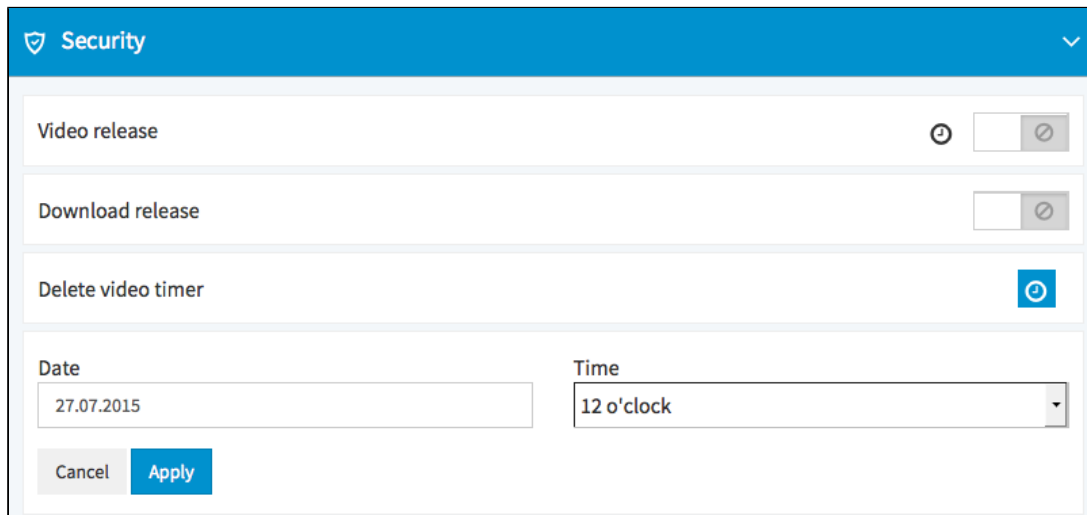 Security
Video release
Download release
Delete video timer
Date
Time
27.07.2015
12 o'clock
Cancel
Apply